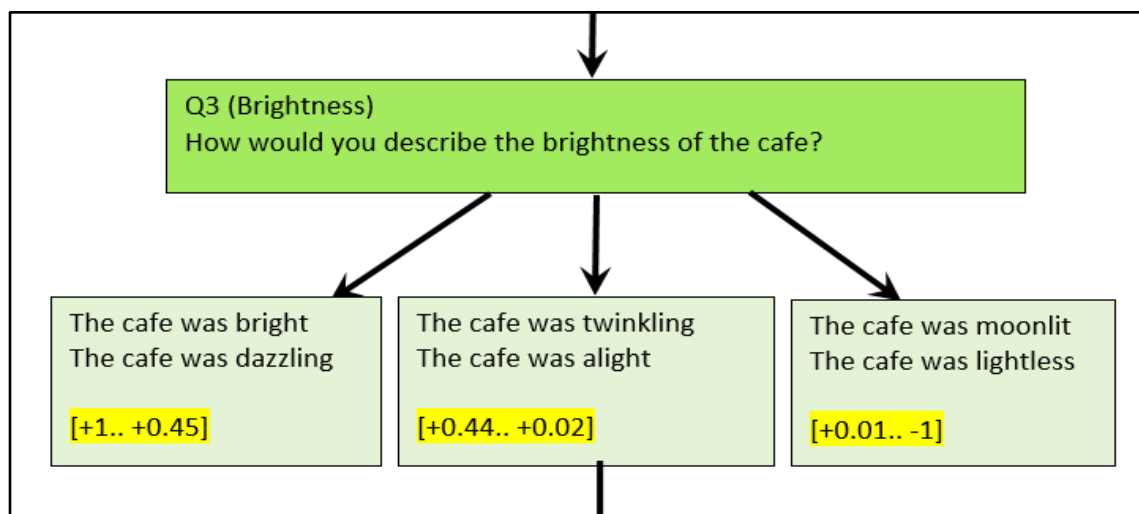 Q3 (Brightness)
How would you describe the brightness of the cafe?
The cafe was bright
The cafe was dazzling
[+1.. +0.45]
The cafe was twinkling
The cafe was alight
[+0.44.. +0.02]
The cafe was moonlit
The cafe was lightless
[+0.01.. -1]